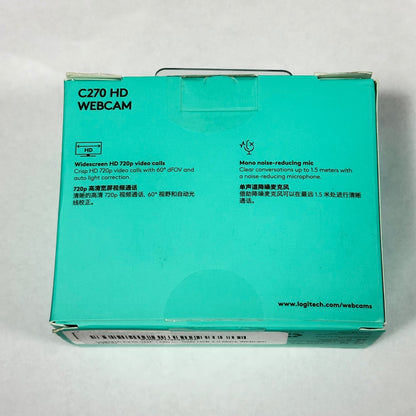 C270 HD
WEBCAM
HD
Widescreen HD 720p video calls
Crisp HD 720p video calls with 60° dFOV and
auto light correction
720p 高清宽屏视频通话
清晰的高清 720p 视频通话，60° 视野和自动光
线校正。
Mono noise-reducing mic
Clear conversations up to 1.5 meters with
a noise-reducing microphone.
单声道降噪麦克风
借助降噪麦克风可以在最远 1.5 米处进行清晰
通话。
www.logitech.com/webcams